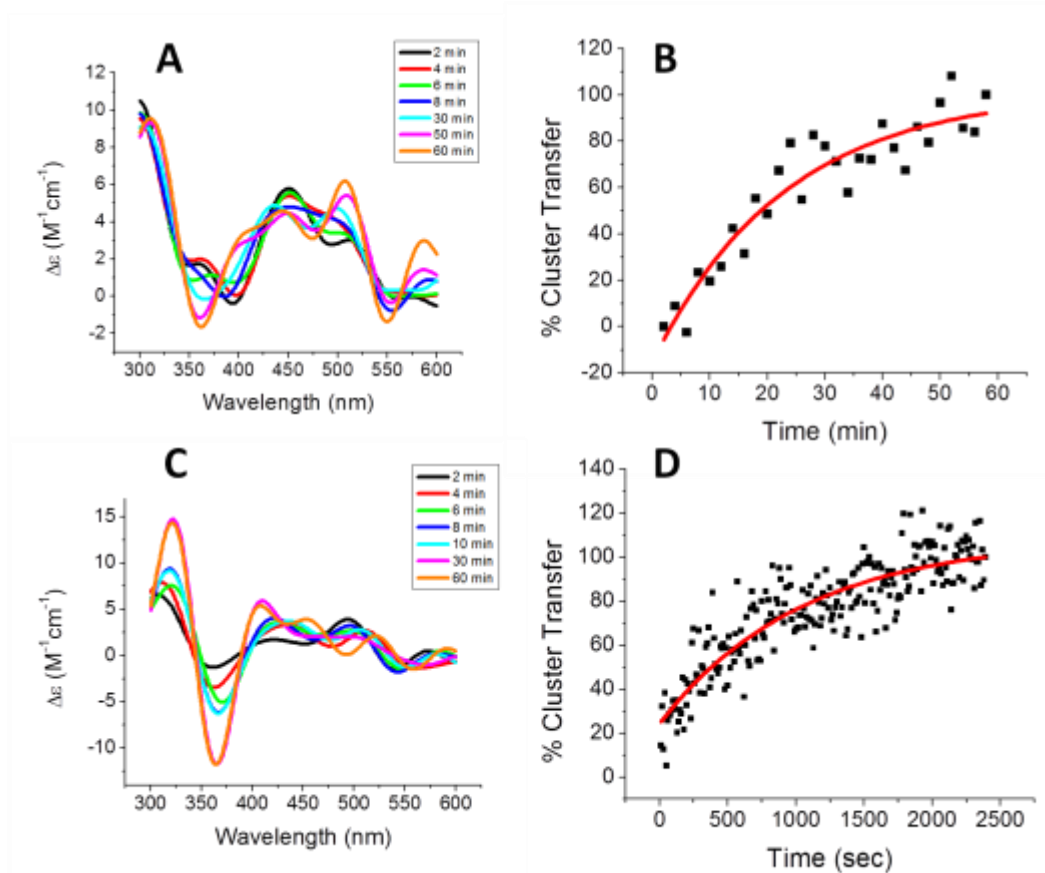 A
2 min
4 min
6 min
8 min
30 min
50 min
60 min
12
10
8
6
4
2
0
-2
Δε (M⁻¹cm⁻¹)
300 350 400 450 500 550 600
Wavelength (nm)
B
120
100
80
60
40
20
0
-20
% Cluster Transfer
0 10 20 30 40 50 60
Time (min)
C
2 min
4 min
6 min
8 min
10 min
30 min
60 min
15
10
5
0
-5
-10
Δε (M⁻¹cm⁻¹)
300 350 400 450 500 550 600
Wavelength (nm)
D
140
120
100
80
60
40
20
0
% Cluster Transfer
0 500 1000 1500 2000 2500
Time (sec)